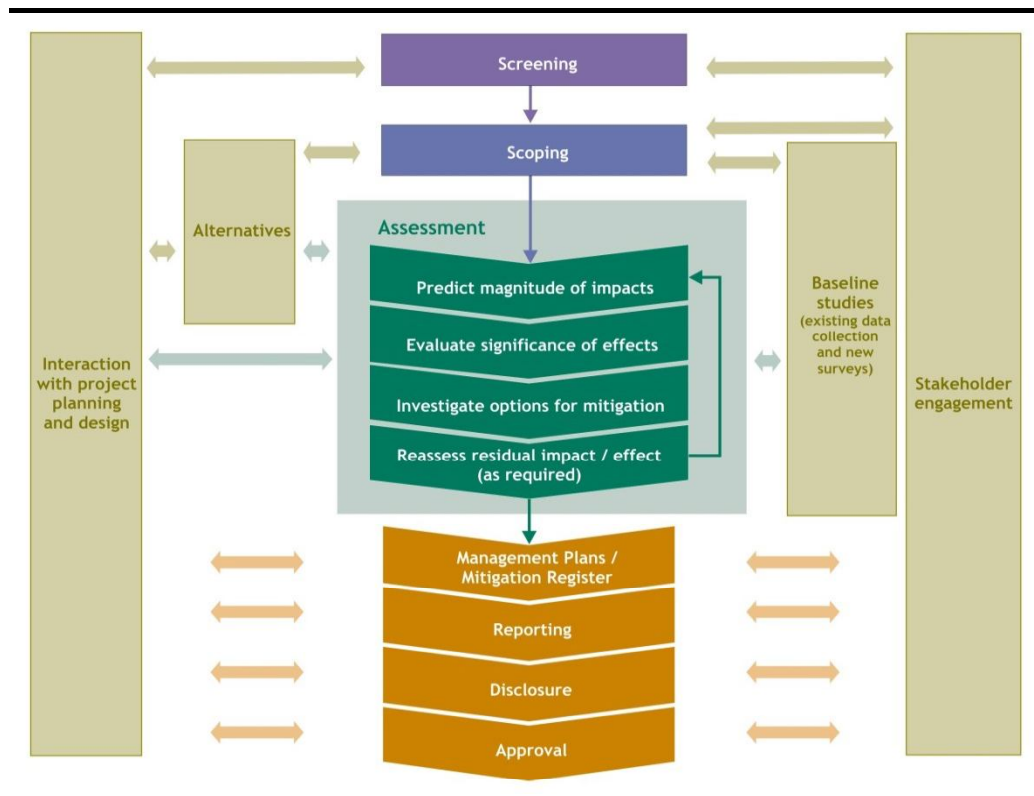 Screening
Scoping
Alternatives
Assessment
Predict magnitude of impacts
Evaluate significance of effects
Investigate options for mitigation
Reassess residual impact / effect
(as required)
Baseline
studies
(existing data
collection
and new
surveys)
Interaction
with project
planning
and design
Stakeholder
engagement
Management Plans /
Mitigation Register
Reporting
Disclosure
Approval